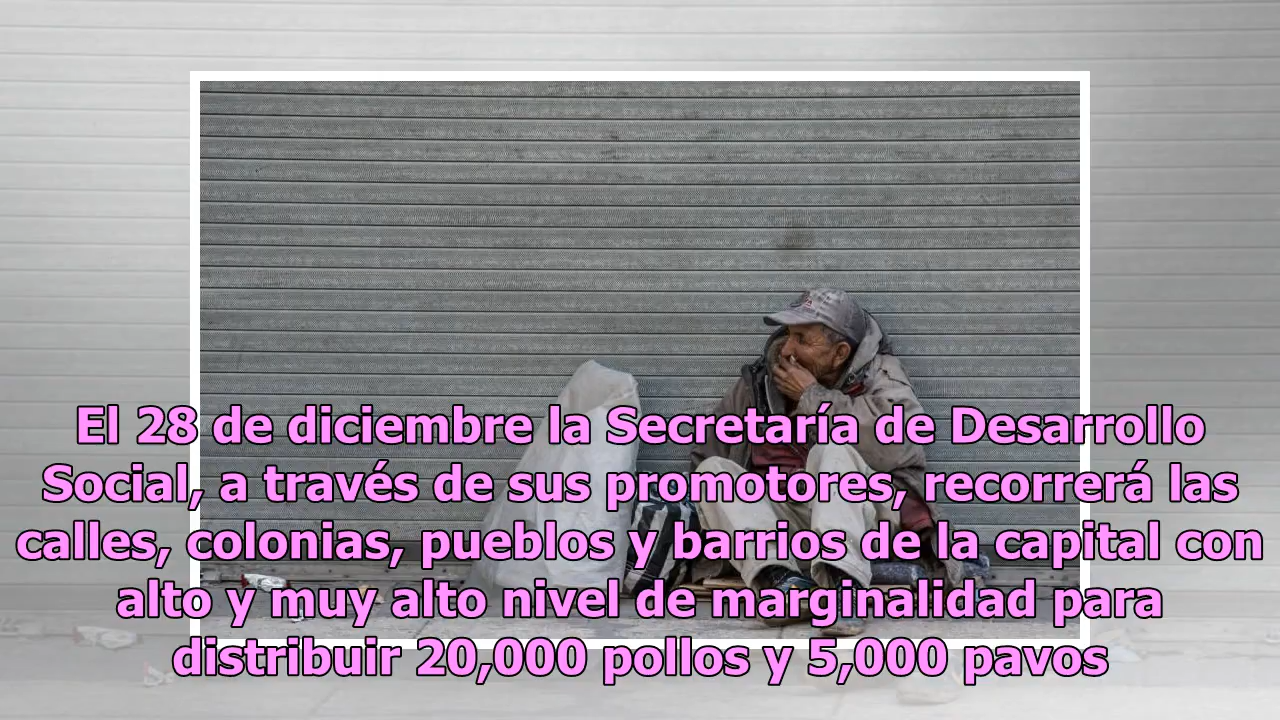 El 28 de diciembre la Secretaría de Desarrollo
Social, a través de sus promotores, recorrerá las
calles, colonias, pueblos y barrios de la capital con
alto y muy alto nivel de marginalidad para
distribuir 20,000 pollos y 5,000 pavos